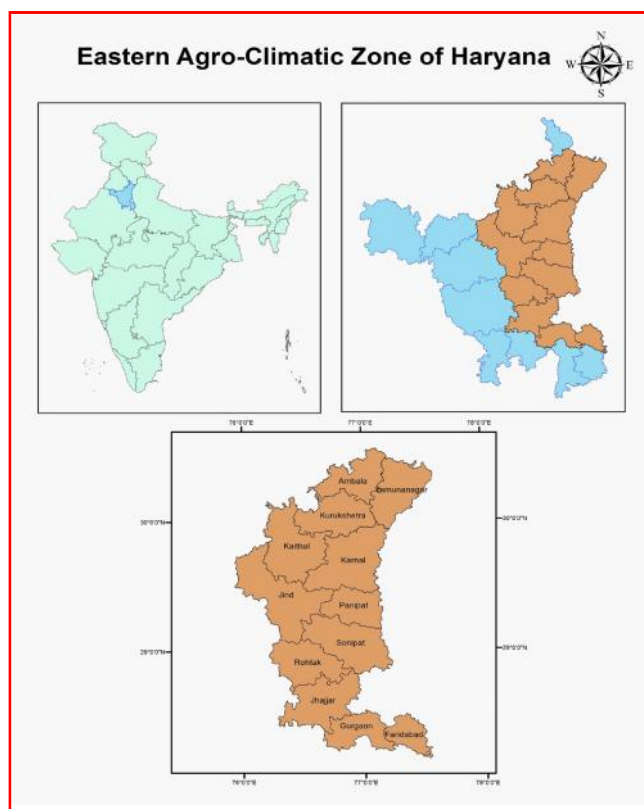 Eastern Agro-Climatic Zone of Haryana
N
W E
S
76°0'0"E 77°0'0"E 78°0'0"E
Ambala
Yamunanagar
Kurukshetra
30°0'0"N 30°0'0"N
Kaithal
Karnal
Jind
Panipat
Sonipat
29°0'0"N 29°0'0"N
Rohtak
Jhajjar
Gurgaon
Faridabad
76°0'0"E 77°0'0"E 78°0'0"E